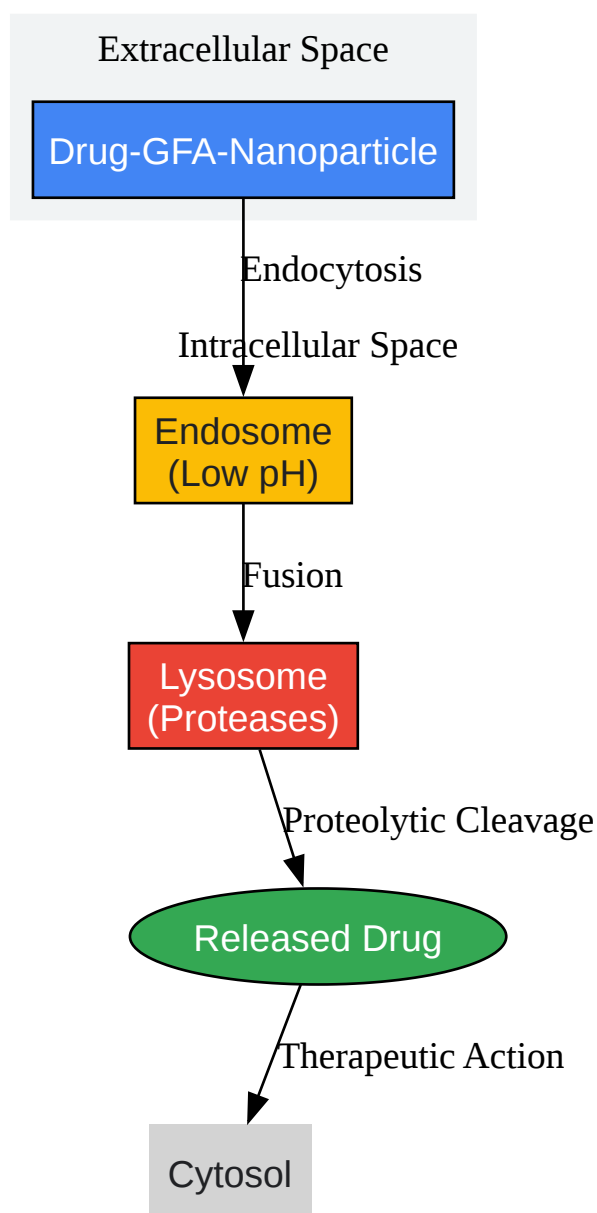 Extracellular Space
Drug-GFA-Nanoparticle
Endocytosis
Intracellular Space
Endosome
(Low pH)
Fusion
Lysosome
(Proteases)
Proteolytic Cleavage
Released Drug
Therapeutic Action
Cytosol